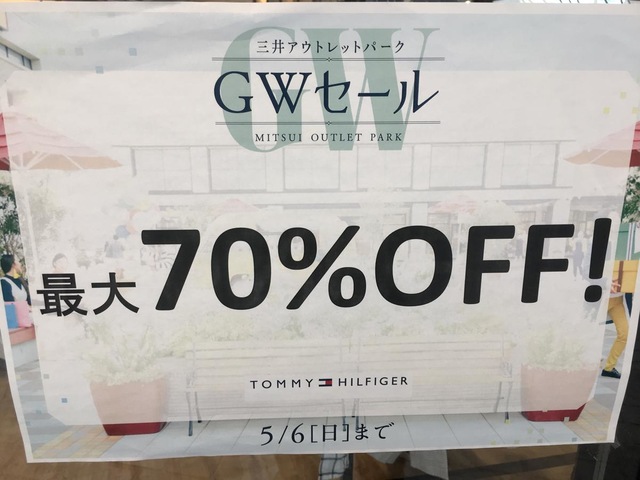 三井アウトレットパーク
GWセール
MITSUI OUTLET PARK
最大70%OFF!
TOMMY HILFIGER
5/6[日]まで